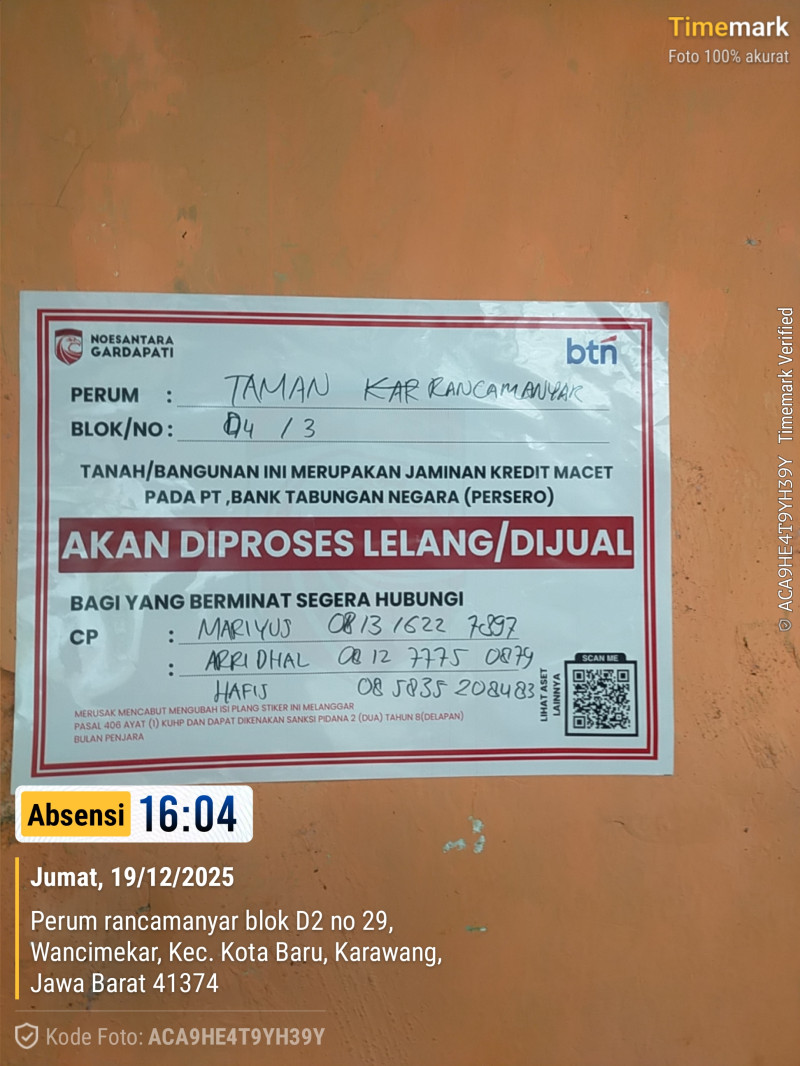 Timemark
Foto 100% akurat
NOESANTARA
GARDAPATI
btn
PERUM : TAMAN KAR RANCAMANYAR
BLOK/NO : D4 / 3
TANAH/BANGUNAN INI MERUPAKAN JAMINAN KREDIT MACET
PADA PT ,BANK TABUNGAN NEGARA (PERSERO)
AKAN DIPROSES LELANG/DIJUAL
BAGI YANG BERMINAT SEGERA HUBUNGI
CP : MARIYUS 0813 1622 7897
: ARRIDHAL 0812 7775 0879
HAFIS 085835208483
MERUSAK MENCABUT MENGUBAH ISI PLANG STIKER INI MELANGGAR
PASAL 406 AYAT (1) KUHP DAN DAPAT DIKENAKAN SANKSI PIDANA 2 (DUA) TAHUN 8(DELAPAN)
BULAN PENJARA
LIHAT ASET
LAINNYA
SCAN ME
Absensi 16:04
Jumat, 19/12/2025
Perum rancamanyar blok D2 no 29,
Wancimekar, Kec. Kota Baru, Karawang,
Jawa Barat 41374
Kode Foto: ACA9HE4T9YH39Y
ACA9HE4T9YH39Y Timemark Verified